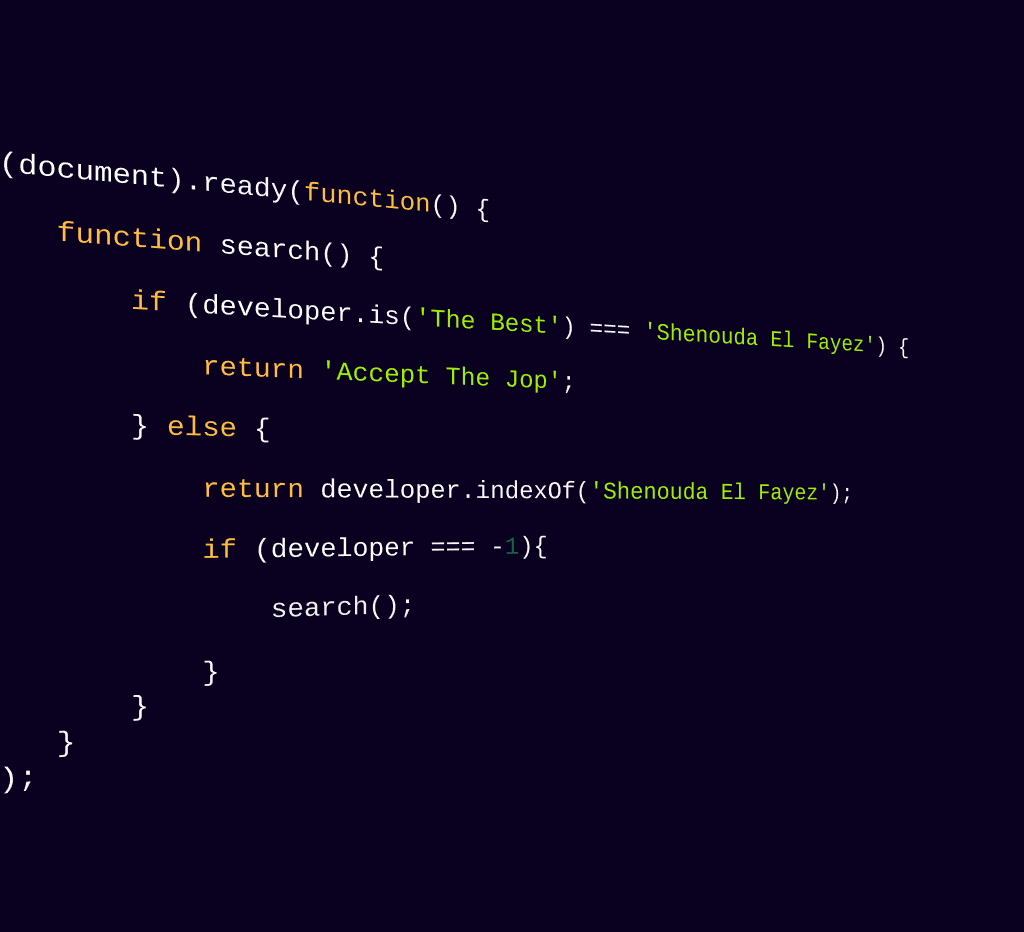 (document).ready(function() {
function search() {
if (developer.is('The Best') === 'Shenouda El Fayez') {
return 'Accept The Jop';
} else {
return developer.indexOf('Shenouda El Fayez');
if (developer === -1){
search();
}
}
}
);